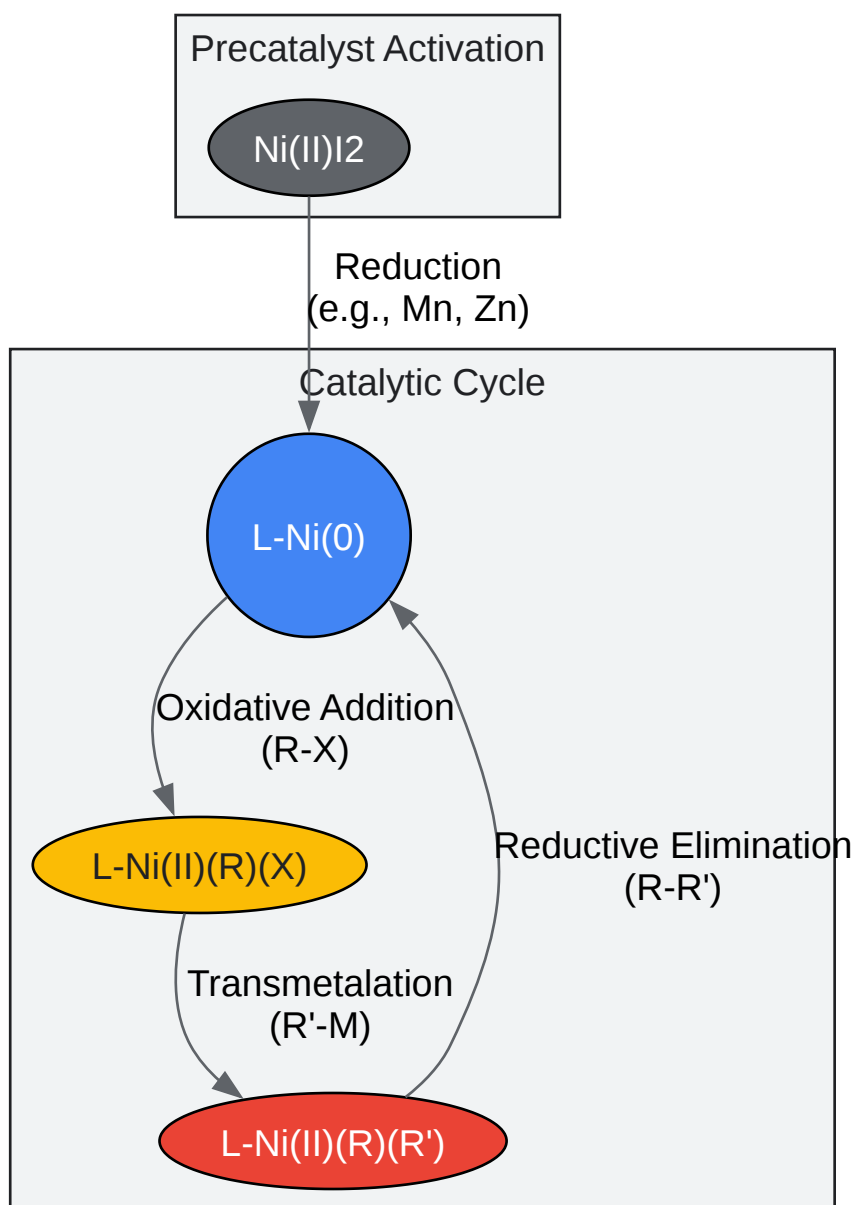 Precatalyst Activation
Ni(II)I2
Reduction
(e.g., Mn, Zn)
Catalytic Cycle
L-Ni(0)
Oxidative Addition
(R-X)
L-Ni(II)(R)(X)
Reductive Elimination
(R-R')
Transmetalation
(R'-M)
L-Ni(II)(R)(R')